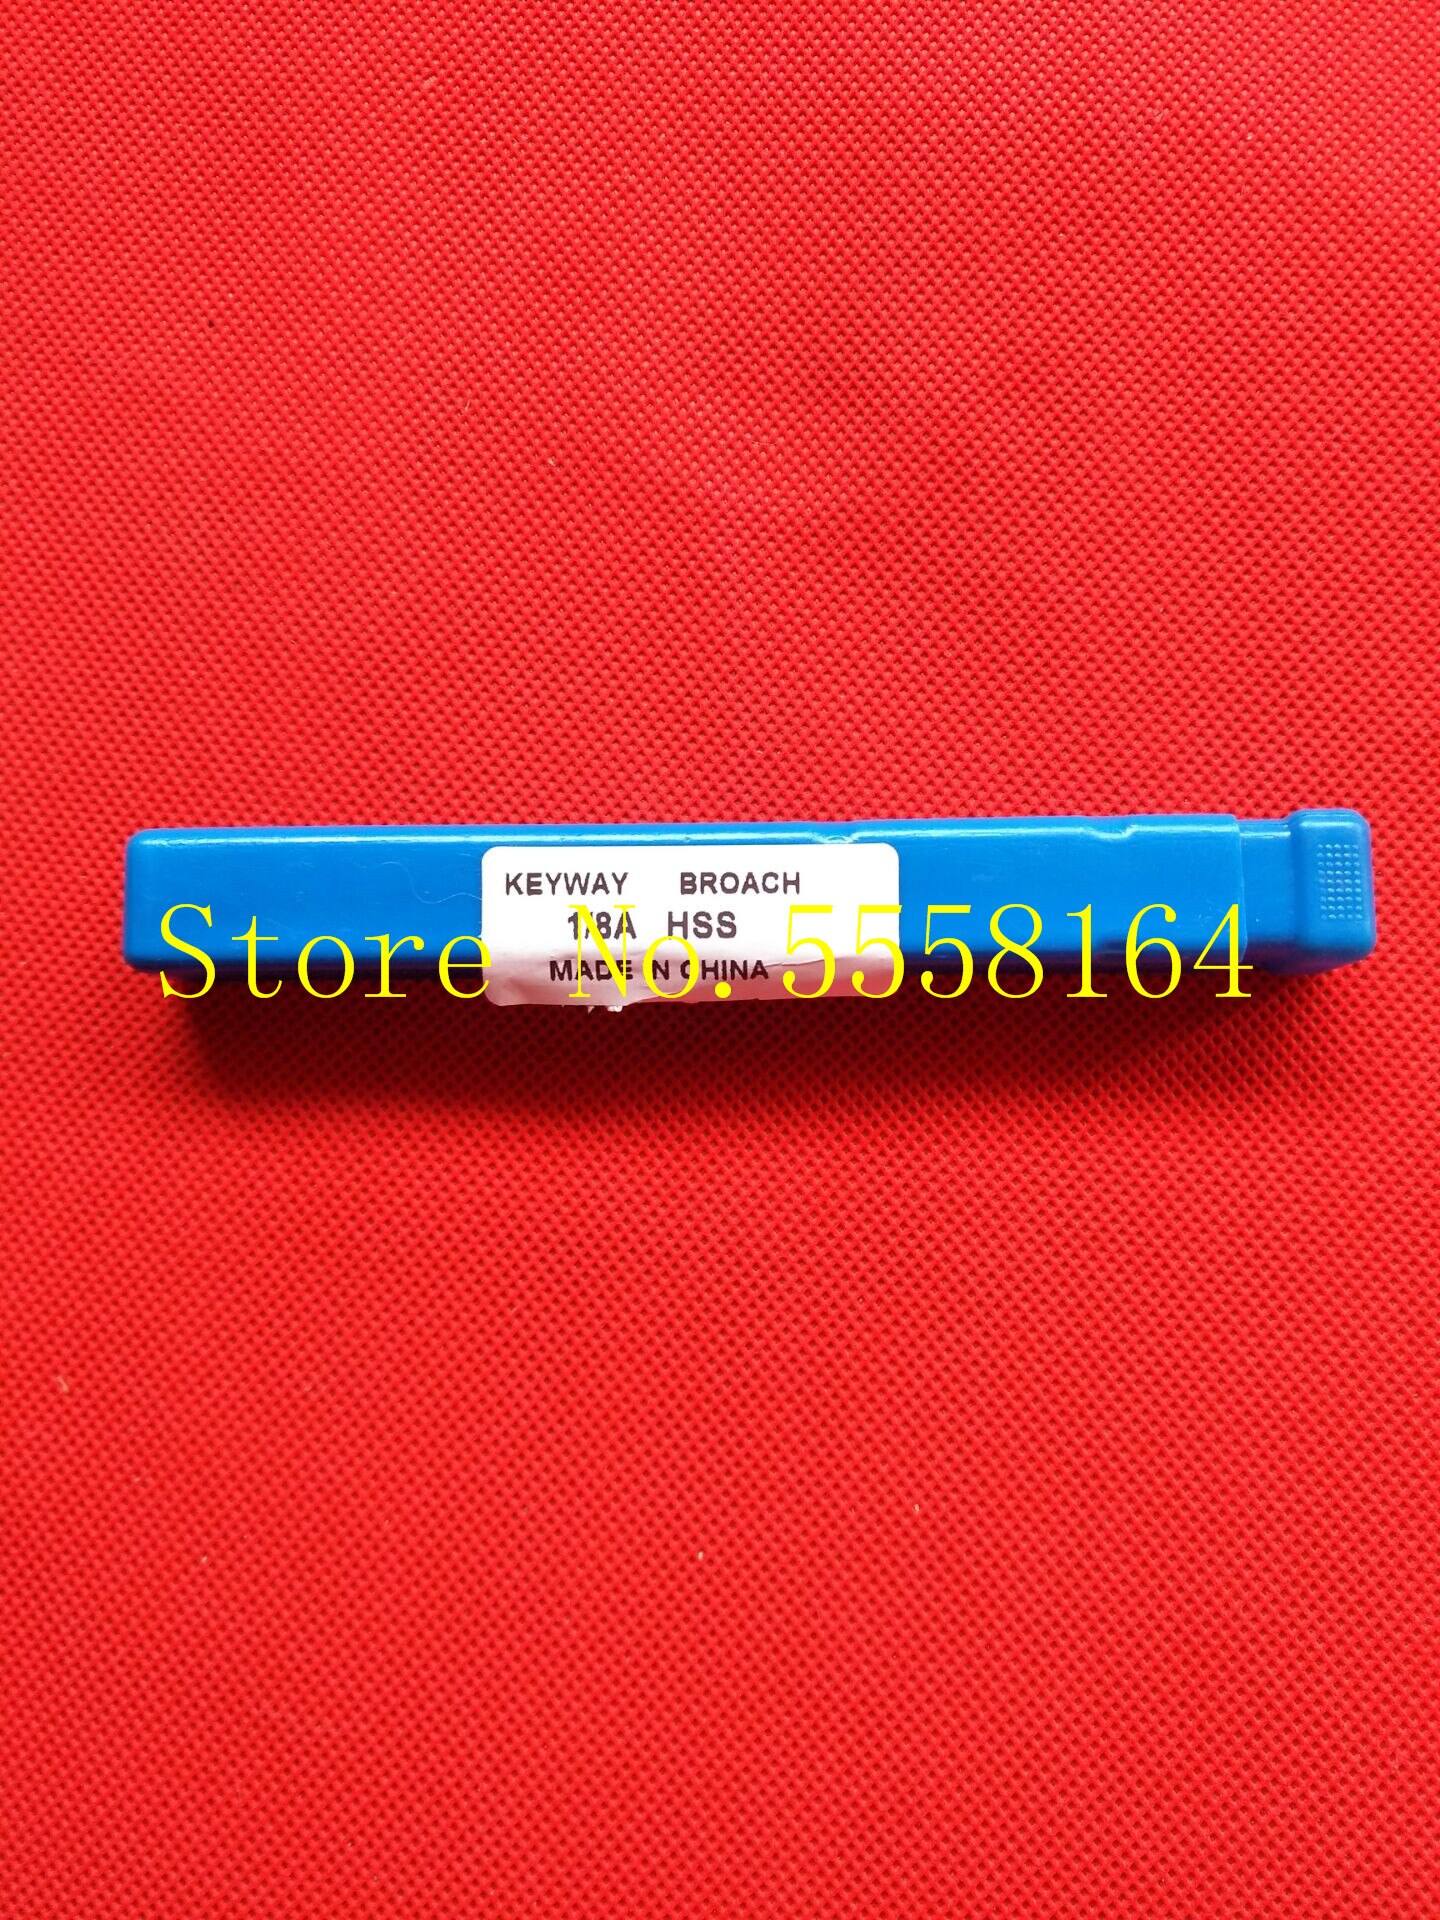 KEYWAY BROACH
1/8A HSS
MADE IN CHINA
Store No. 5558164